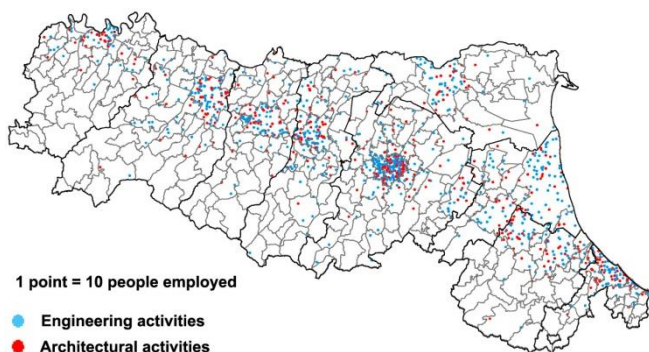 1 point = 10 people employed
Engineering activities
Architectural activities